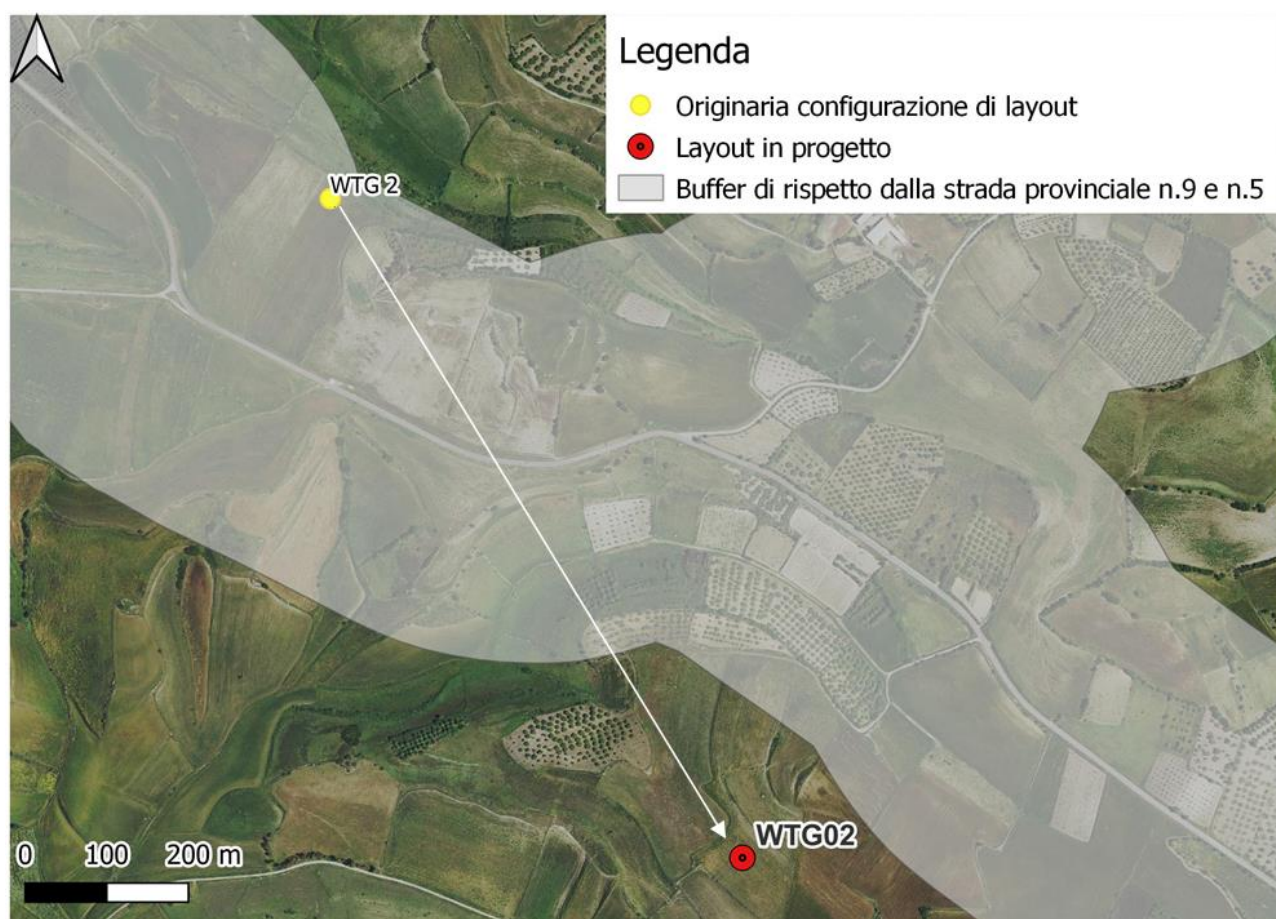 Legenda
Originaria configurazione di layout
Layout in progetto
Buffer di rispetto dalla strada provinciale n.9 e n.5
WTG 2
WTG02
0 100 200 m